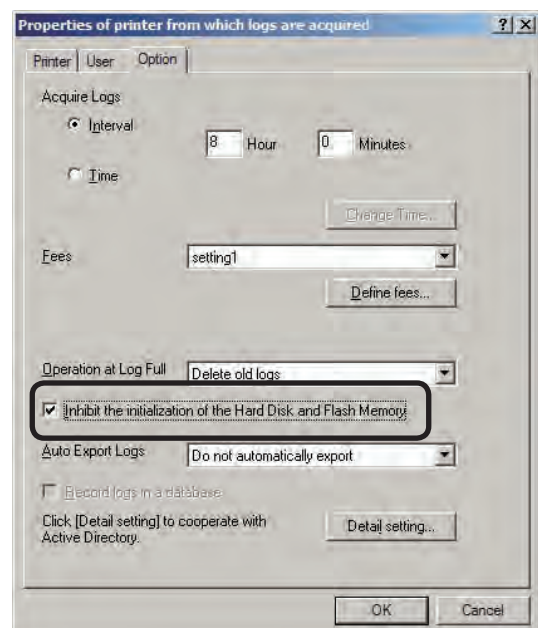 Properties of printer from which logs are acquired
Printer User Option
Acquire Logs
Interval
8 Hour 0 Minutes
Time
Change Time...
Fees setting1
Define fees...
Operation at Log Full Delete old logs
Inhibit the initialization of the Hard Disk and Flash Memory
Auto Export Logs Do not automatically export
Record logs in a database
Click [Detail setting] to cooperate with
Active Directory.
Detail setting...
OK Cancel